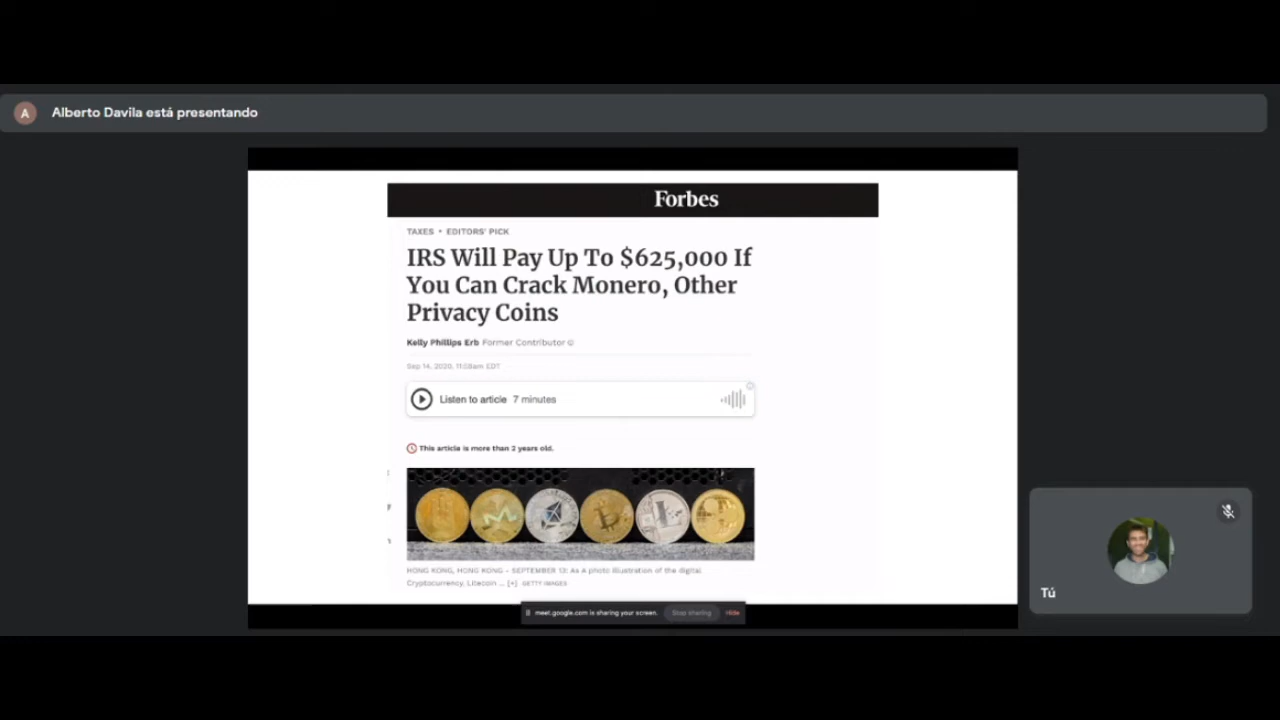 A
Alberto Davila está presentando
Forbes
TAXES • EDITORS' PICK
IRS Will Pay Up To $625,000 If
You Can Crack Monero, Other
Privacy Coins
Kelly Phillips Erb Former Contributor
Sep 14, 2020, 11:58am EDT
Listen to article 7 minutes
This article is more than 2 years old.
HONG KONG, HONG KONG - SEPTEMBER 13: As A photo illustration of the digital
Cryptocurrency, Litecoin ... [+] GETTY IMAGES
meet.google.com is sharing your screen. Stop sharing Hide
Tú